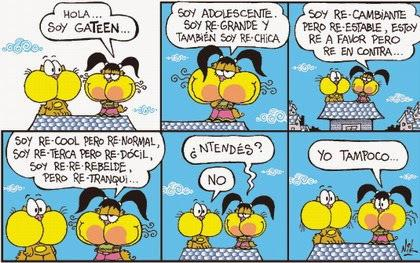 HOLA...
SOY GATEEN...
SOY ADOLESCENTE.
SOY RE-GRANDE Y
TAMBIÉN SOY RE-CHICA
SOY RE-CAMBIANTE
PERO RE-ESTABLE, ESTOY
RE A FAVOR PERO
RE EN CONTRA...
SOY RE-COOL PERO RE-NORMAL,
SOY RE-TERCA PERO RE-DÓCIL,
SOY RE-RE-REBELDE,
PERO RE-TRANQUI...
¿NTENDÉS?
NO
YO TAMPOCO...
NIK